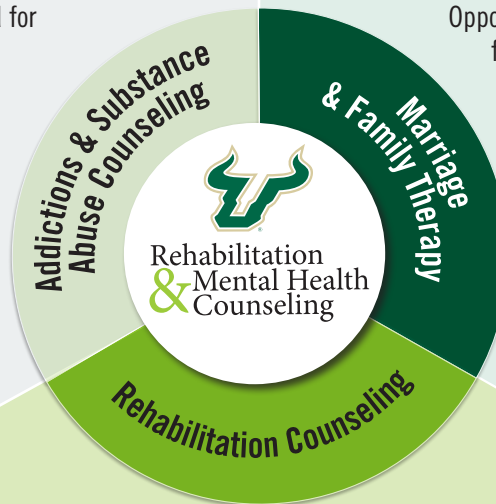 l for
Oppo
f
Addictions & Substance
Abuse Counseling
Marriage
& Family Therapy
Rehabilitation
& Mental Health
Counseling
Rehabilitation Counseling